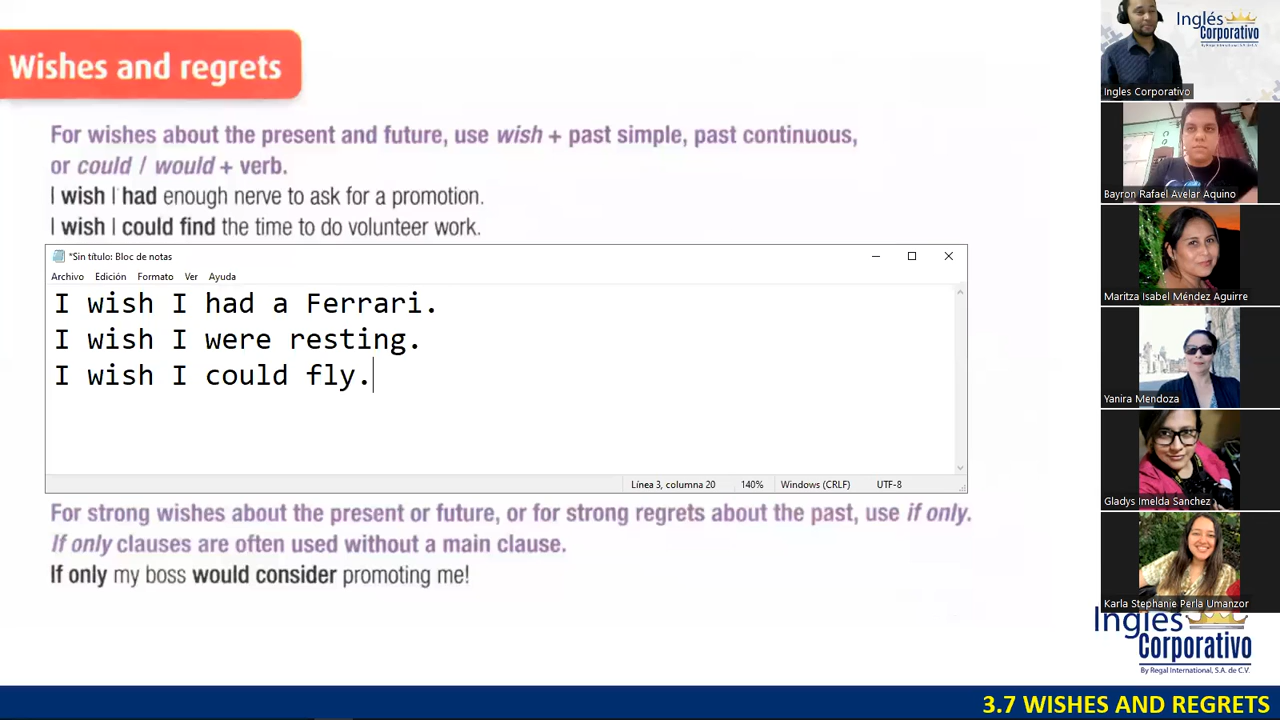 Wishes and regrets
For wishes about the present and future, use wish + past simple, past continuous,
or could / would + verb.
I wish I had enough nerve to ask for a promotion.
I wish I could find the time to do volunteer work.
*Sin título: Bloc de notas
Archivo Edición Formato Ver Ayuda
I wish I had a Ferrari.
I wish I were resting.
I wish I could fly.
Línea 3, columna 20 140% Windows (CRLF) UTF-8
For strong wishes about the present for strong regrets about the past, use if only.
If only clauses are often used without a main clause.
If only my boss would consider promoting me!
Inglés
Corporativo
By Regal International, S.A. de C.V.
Ingles Corporativo
Bayron Rafael Avelar Aquino
Maritza Isabel Méndez Aguirre
Yanira Mendoza
Gladys Imelda Sanchez
Karla Stephanie Perla Umanzor
Inglés
Corporativo
By Regal International, S.A. de C.V.
3.7 WISHES AND REGRETS